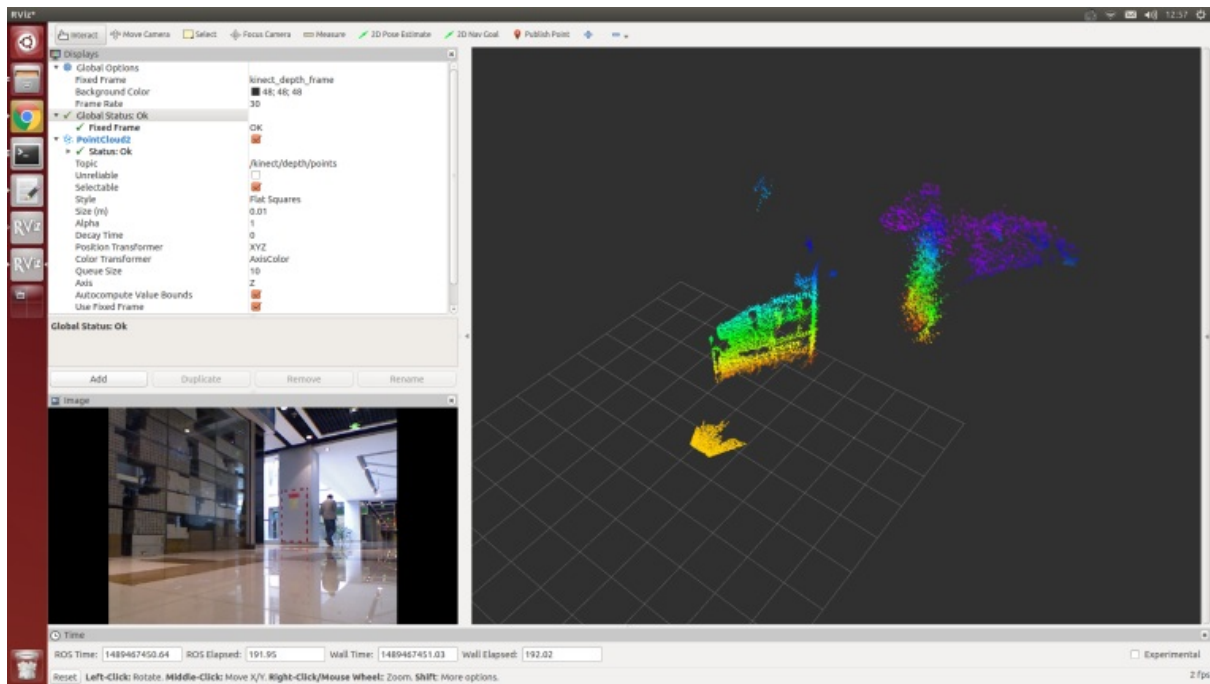 RViz*
12:57
Interact Move Camera Select Focus Camera Measure 2D Pose Estimate 2D Nav Goal Publish Point
Displays
Global Options
Fixed Frame kinect_depth_frame
Background Color 48; 48; 48
Frame Rate 30
Global Status: Ok
Fixed Frame OK
PointCloud2
Status: Ok
Topic /kinect/depth/points
Unreliable
Selectable
Style Flat Squares
Size (m) 0.01
Alpha 1
Decay Time 0
Position Transformer XYZ
Color Transformer AxisColor
Queue Size 10
Axis Z
Autocompute Value Bounds
Use Fixed Frame
Global Status: Ok
Add Duplicate Remove Rename
Image
RViz
RViz
Time
ROS Time: 1489467450.64 ROS Elapsed: 191.95 Wall Time: 1489467451.03 Wall Elapsed: 192.02 Experimental
Reset Left-Click: Rotate. Middle-Click: Move X/Y. Right-Click/Mouse Wheel: Zoom. Shift: More options. 2 fps